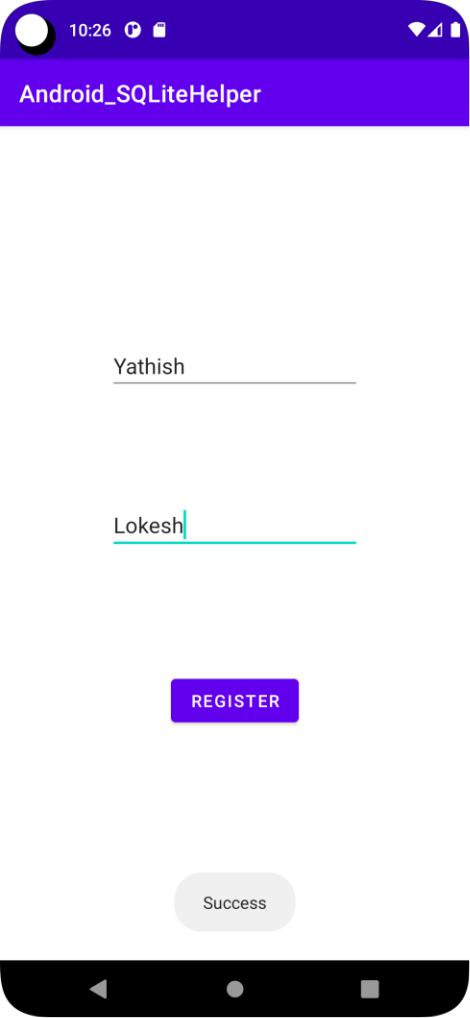 10:26
Android_SQLiteHelper
Yathish
Lokesh
REGISTER
Success